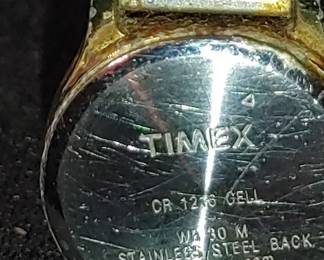 TIMEX
CR 1216 CELL
WR 30 M
STAINLESS STEEL BACK